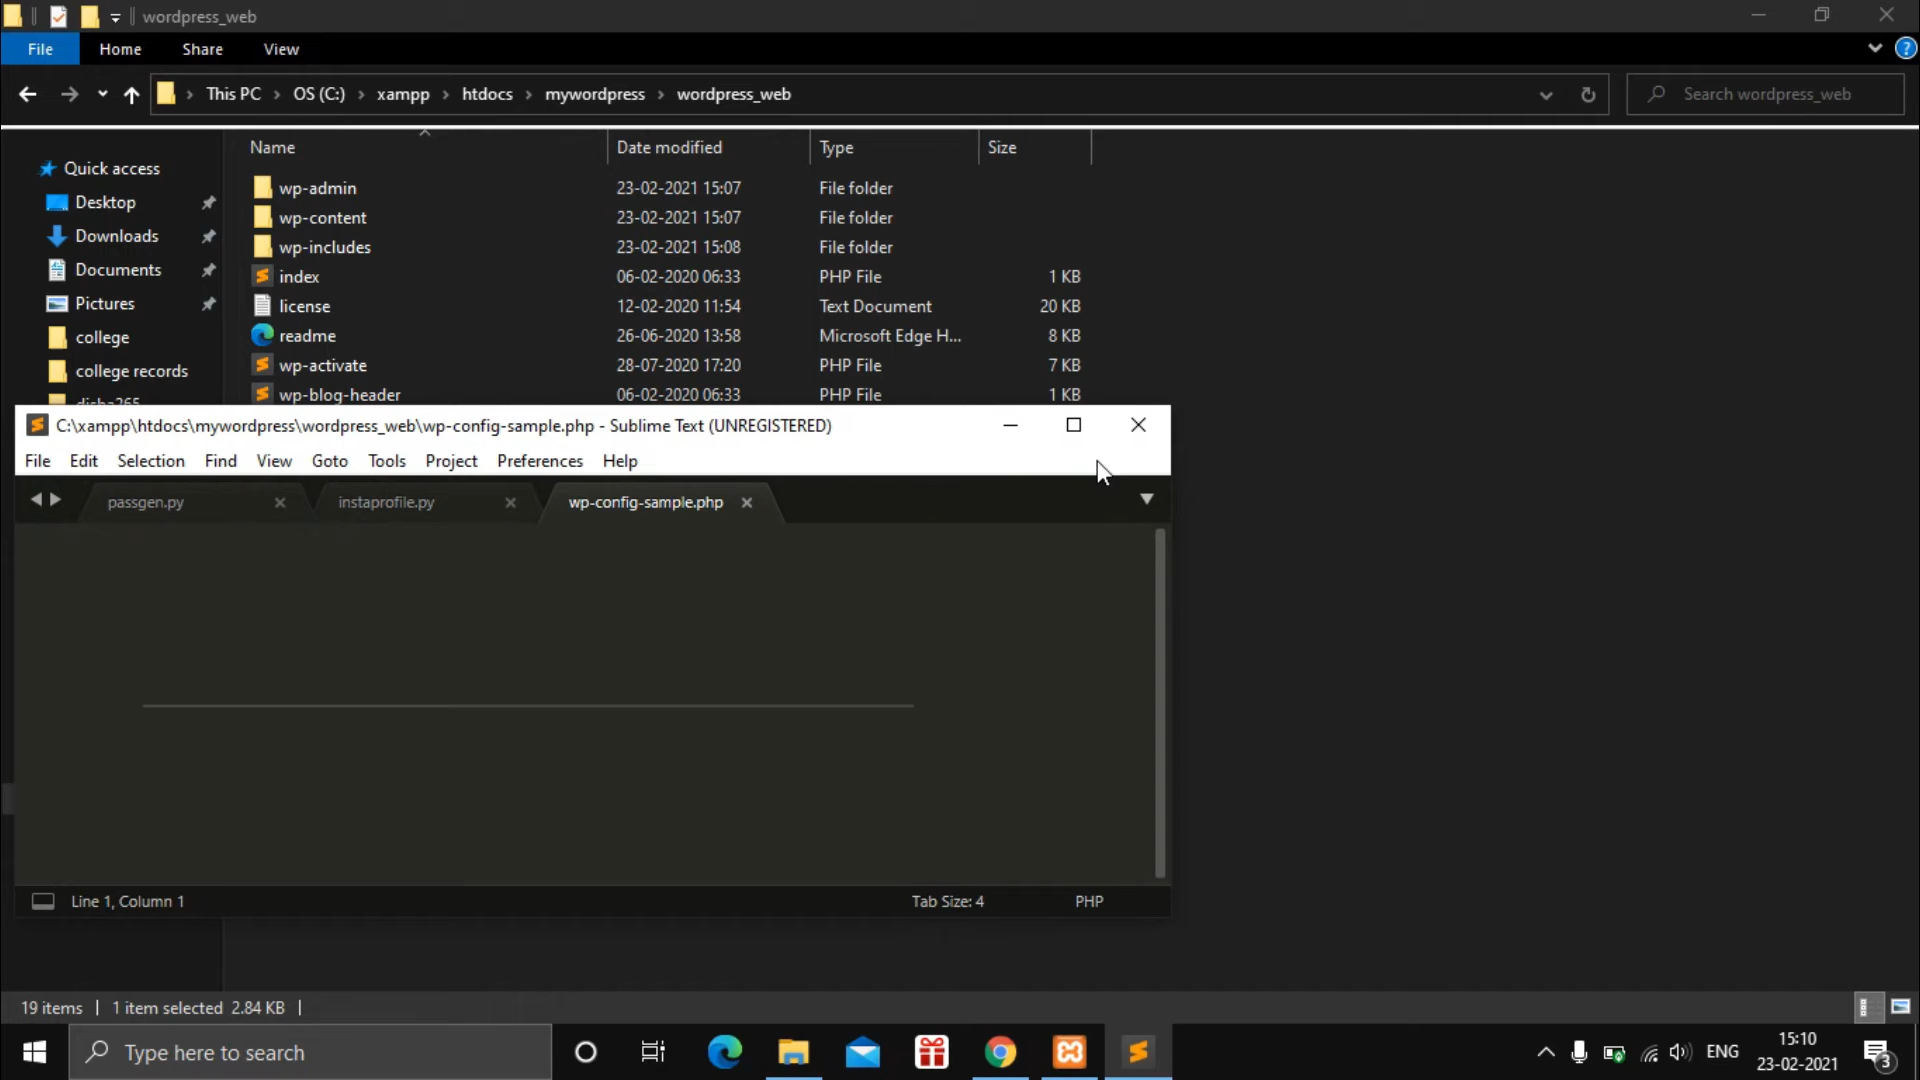 wordpress_web
File Home Share View
This PC › OS (C:) › xampp › htdocs › mywordpress › wordpress_web
Search wordpress_web
Name Date modified Type Size
Quick access
Desktop
Downloads
Documents
Pictures
college
college records
wp-admin 23-02-2021 15:07 File folder
wp-content 23-02-2021 15:07 File folder
wp-includes 23-02-2021 15:08 File folder
index 06-02-2020 06:33 PHP File 1 KB
license 12-02-2020 11:54 Text Document 20 KB
readme 26-06-2020 13:58 Microsoft Edge H... 8 KB
wp-activate 28-07-2020 17:20 PHP File 7 KB
wp-blog-header 06-02-2020 06:33 PHP File 1 KB
C:\xampp\htdocs\mywordpress\wordpress_web\wp-config-sample.php - Sublime Text (UNREGISTERED)
File Edit Selection Find View Goto Tools Project Preferences Help
passgen.py instaprofile.py wp-config-sample.php
Line 1, Column 1 Tab Size: 4 PHP
19 items 1 item selected 2.84 KB
Type here to search
ENG
15:10
23-02-2021
3